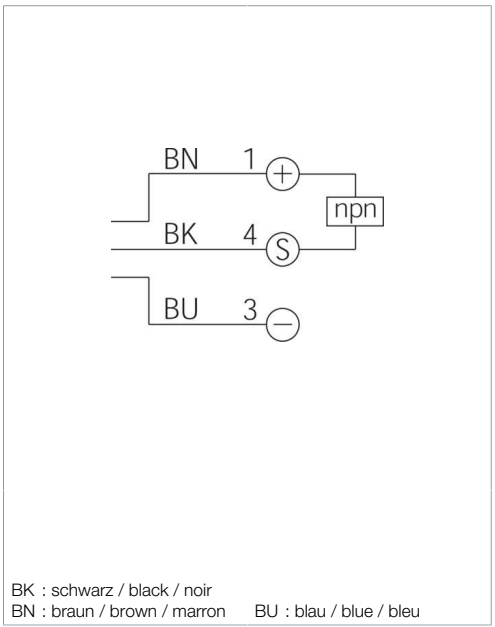 BN 1 +
npn
BK 4 S
BU 3 −
BK : schwarz / black / noir
BN : braun / brown / marron BU : blau / blue / bleu